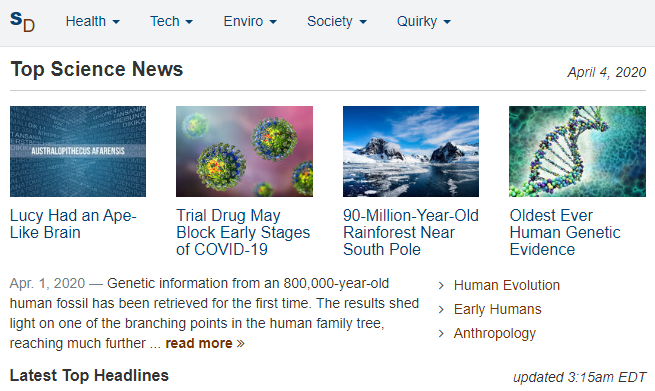 SD
Health Tech Enviro Society Quirky
Top Science News
April 4, 2020
AUSTRALOPITHECUS AFARENSIS
TANZANIA
DIKIKA
Lucy Had an Ape-
Like Brain
Trial Drug May
Block Early Stages
of COVID-19
90-Million-Year-Old
Rainforest Near
South Pole
Oldest Ever
Human Genetic
Evidence
Apr. 1, 2020 — Genetic information from an 800,000-year-old
human fossil has been retrieved for the first time. The results shed
light on one of the branching points in the human family tree,
reaching much further ... read more »
Human Evolution
Early Humans
Anthropology
Latest Top Headlines
updated 3:15am EDT